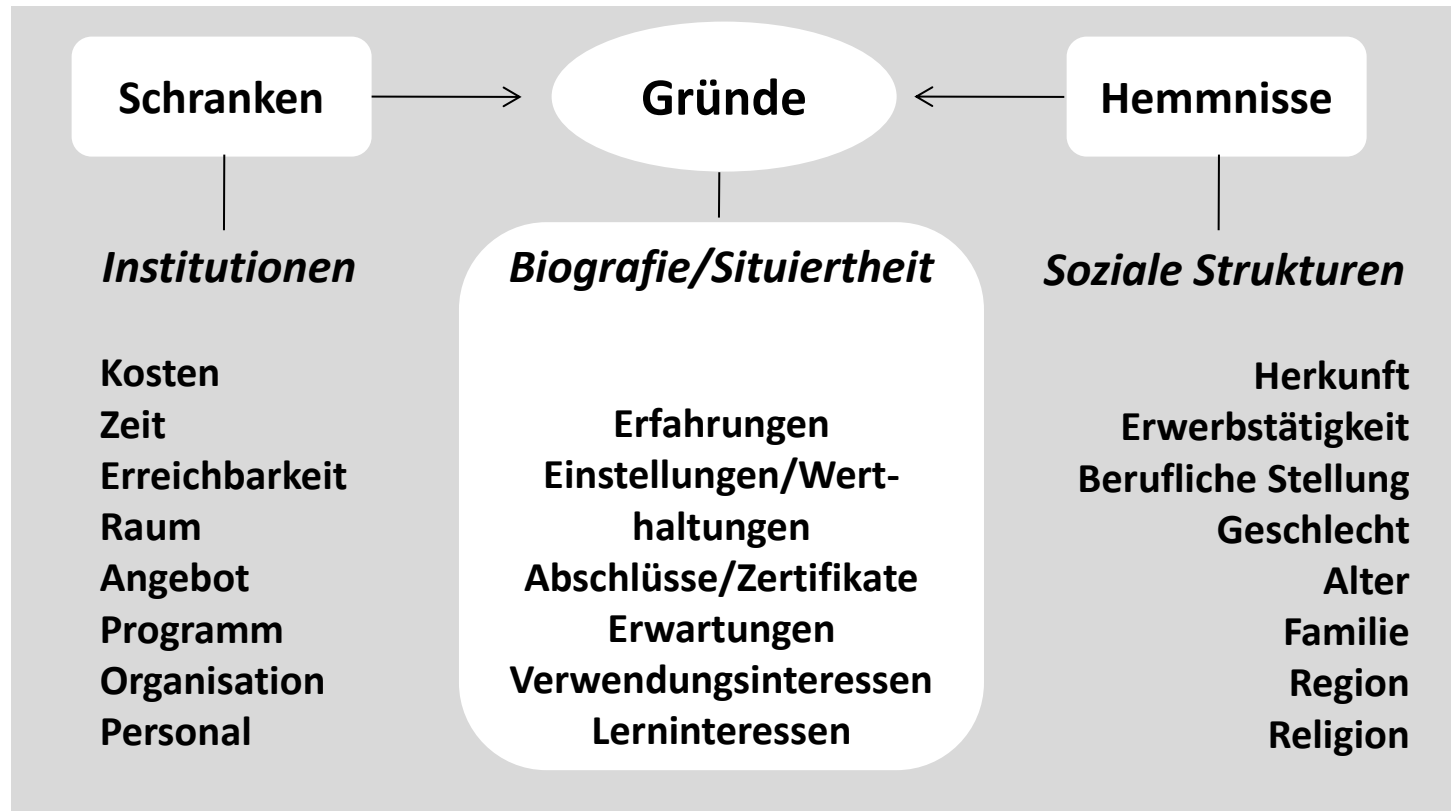 Schranken
Gründe
Hemmnisse
Institutionen
Biografie/Situiertheit
Soziale Strukturen
Kosten
Zeit
Erreichbarkeit
Raum
Angebot
Programm
Organisation
Personal
Erfahrungen
Einstellungen/Wert-
haltungen
Abschlüsse/Zertifikate
Erwartungen
Verwendungsinteressen
Lerninteressen
Herkunft
Erwerbstätigkeit
Berufliche Stellung
Geschlecht
Alter
Familie
Region
Religion